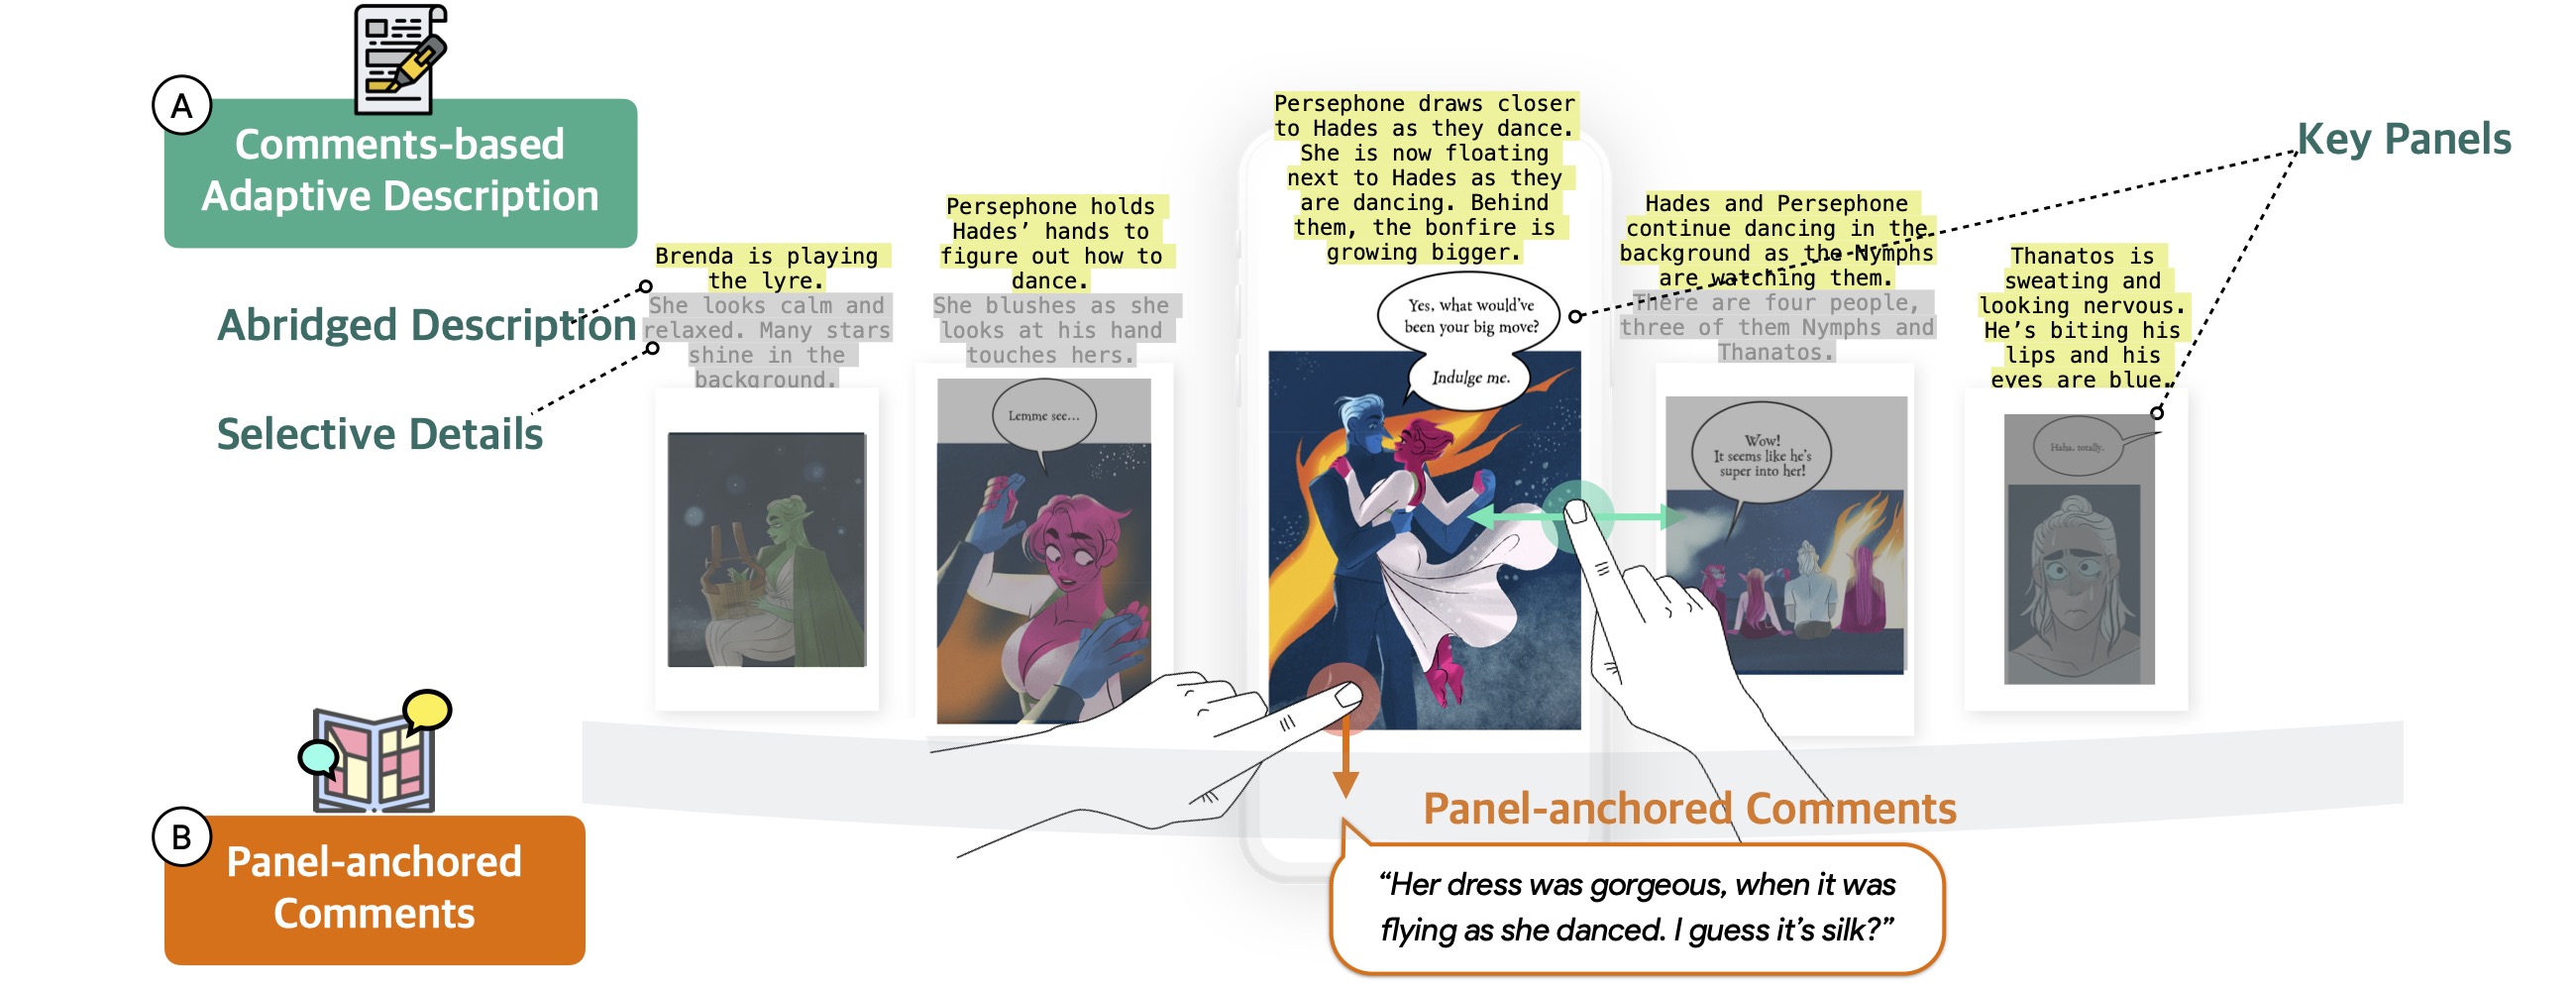 A
Comments-based
Adaptive Description
Abridged Description
Selective Details
Brenda is playing
the lyre.
She looks calm and
relaxed. Many stars
shine in the
background.
Persephone holds
Hades’ hands to
figure out how to
dance.
She blushes as she
looks at his hand
touches hers.
Lemme see...
Persephone draws closer
to Hades as they dance.
She is now floating
next to Hades as they
are dancing. Behind
them, the bonfire is
growing bigger.
Yes, what would’ve
been your big move?
Indulge me.
Hades and Persephone
continue dancing in the
background as the Nymphs
are watching them.
There are four people,
three of them Nymphs and
Thanatos.
Wow!
It seems like he’s
super into her!
Key Panels
Thanatos is
sweating and
looking nervous.
He’s biting his
lips and his
eyes are blue.
Haha, totally.
B
Panel-anchored
Comments
Panel-anchored Comments
“Her dress was gorgeous, when it was
flying as she danced. I guess it’s silk?”